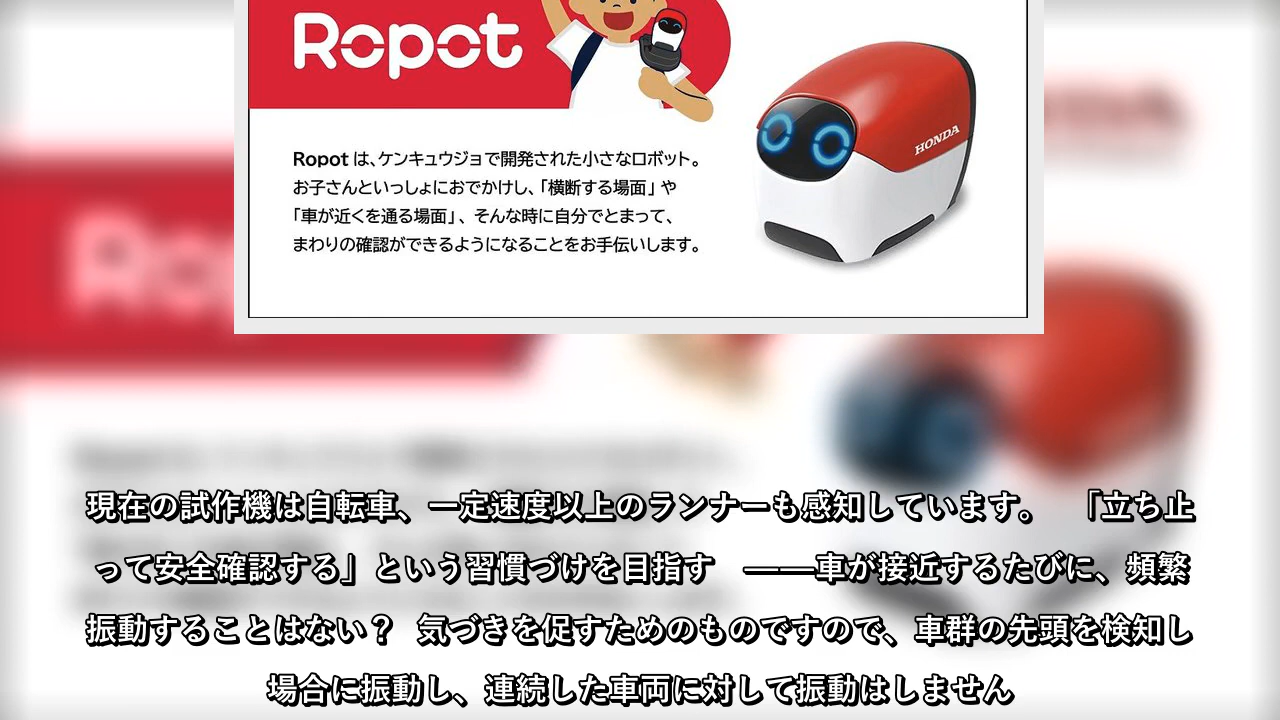 Ropot
HONDA
Ropot は、ケンキュウジョで開発された小さなロボット。
お子さんといっしょにおでかけし、「横断する場面」や
「車が近くを通る場面」、そんな時に自分でとまって、
まわりの確認ができるようになることをお手伝いします。
現在の試作機は自転車、一定速度以上のランナーも感知しています。　「立ち止
って安全確認する」という習慣づけを目指す　――車が接近するたびに、頻繁
振動することはない？　気づきを促すためのものですので、車群の先頭を検知し
場合に振動し、連続した車両に対して振動はしません